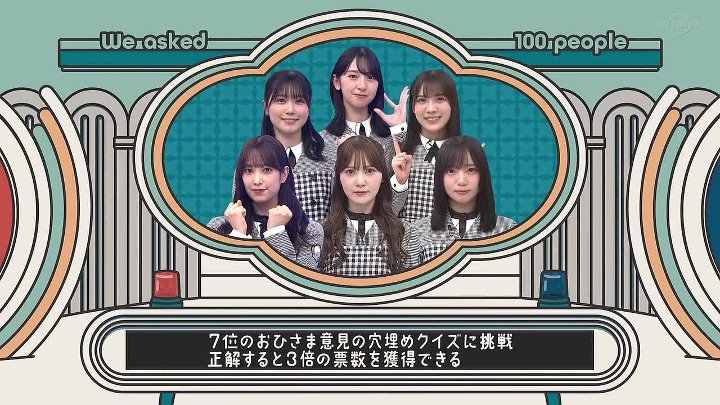 We asked
100 people
7位のおひさま意見の穴埋めクイズに挑戦
正解すると3倍の票数を獲得できる